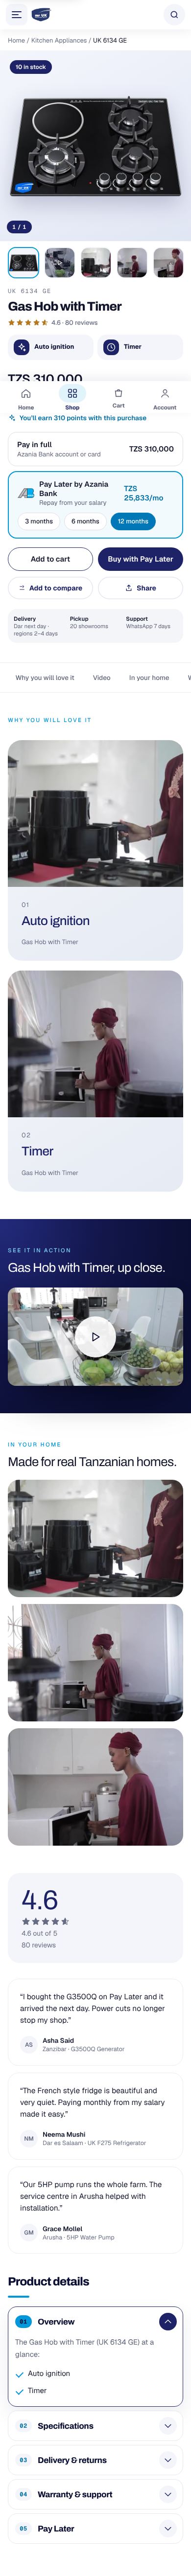 Home / Kitchen Appliances / UK 6134 GE
10 in stock
1 / 1
UK 6134 GE
Gas Hob with Timer
4.6 · 80 reviews
Auto ignition
Timer
TZS 310,000
Home
Shop
Cart
Account
You'll earn 310 points with this purchase
Pay in full
Azania Bank account or card
TZS 310,000
Pay Later by Azania
Bank
Repay from your salary
TZS
25,833/mo
3 months
6 months
12 months
Add to cart
Buy with Pay Later
Add to compare
Share
Delivery
Dar next day ·
regions 2–4 days
Pickup
20 showrooms
Support
WhatsApp 7 days
Why you will love it
Video
In your home
WHY YOU WILL LOVE IT
01
Auto ignition
Gas Hob with Timer
02
Timer
Gas Hob with Timer
SEE IT IN ACTION
Gas Hob with Timer, up close.
IN YOUR HOME
Made for real Tanzanian homes.
4.6
4.6 out of 5
80 reviews
“I bought the G3500Q on Pay Later and it
arrived the next day. Power cuts no longer
stop my shop.”
AS
Asha Said
Zanzibar · G3500Q Generator
“The French style fridge is beautiful and
very quiet. Paying monthly from my salary
made it easy.”
NM
Neema Mushi
Dar es Salaam · UK F275 Refrigerator
“Our 5HP pump runs the whole farm. The
service centre in Arusha helped with
installation.”
GM
Grace Mollel
Arusha · 5HP Water Pump
Product details
01
Overview
The Gas Hob with Timer (UK 6134 GE) at a
glance:
Auto ignition
Timer
02
Specifications
03
Delivery & returns
04
Warranty & support
05
Pay Later